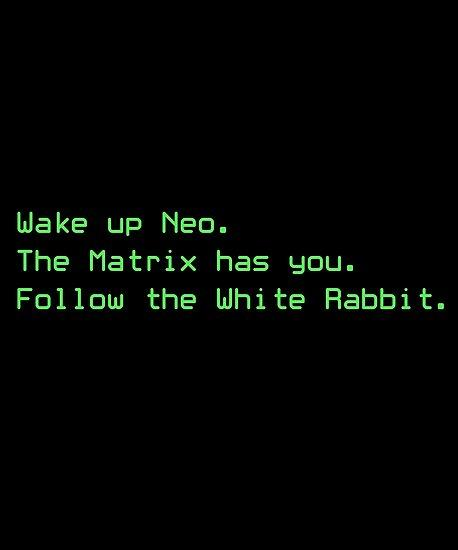 Wake up Neo.
The Matrix has you.
Follow the White Rabbit.